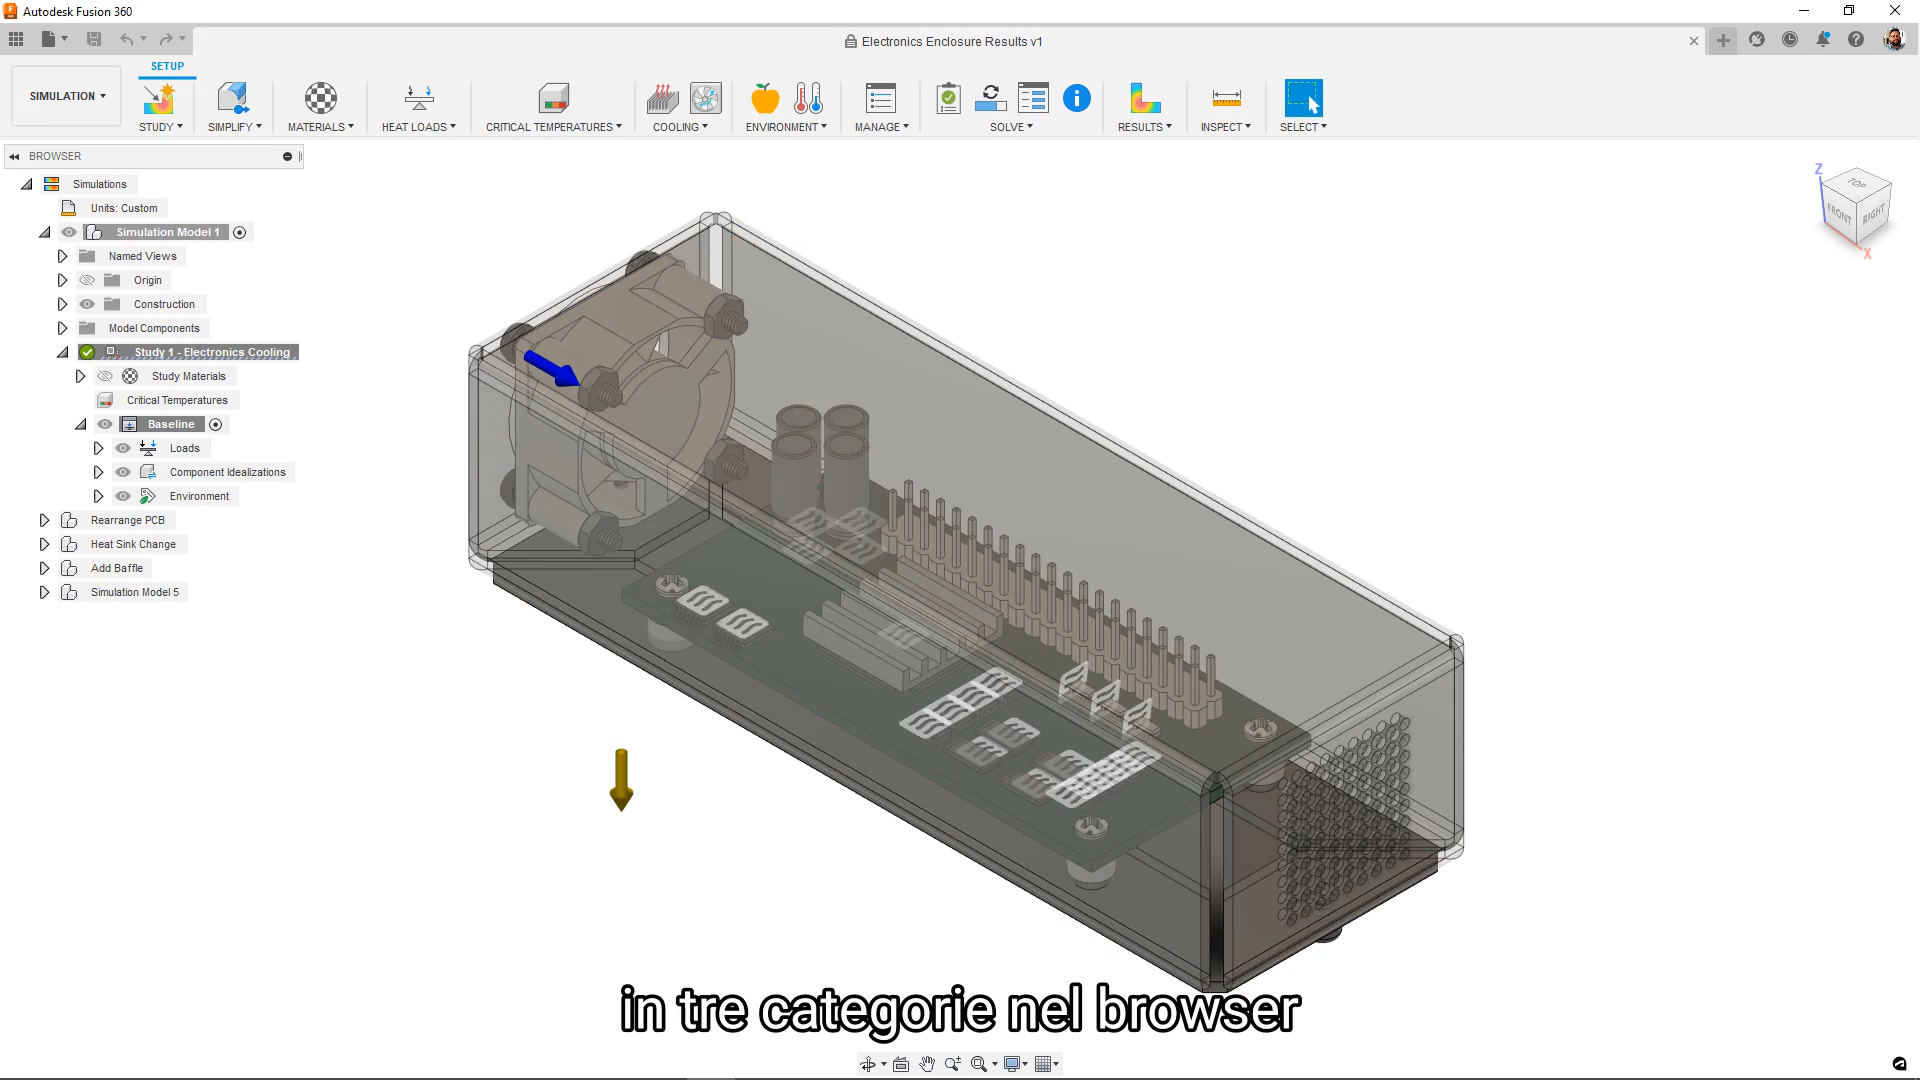 Autodesk Fusion 360
Electronics Enclosure Results v1
SETUP
SIMULATION
STUDY
SIMPLIFY
MATERIALS
HEAT LOADS
CRITICAL TEMPERATURES
COOLING
ENVIRONMENT
MANAGE
SOLVE
RESULTS
INSPECT
SELECT
BROWSER
Simulations
Units: Custom
Simulation Model 1
Named Views
Origin
Construction
Model Components
Study 1 - Electronics Cooling
Study Materials
Critical Temperatures
Baseline
Loads
Component Idealizations
Environment
Rearrange PCB
Heat Sink Change
Add Baffle
Simulation Model 5
Z
TOP
FRONT
RIGHT
X
in tre categorie nel browser